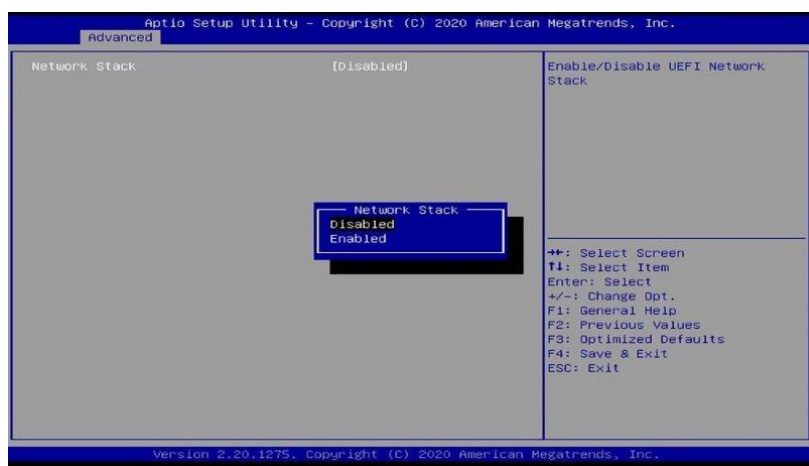 Aptio Setup Utility – Copyright (C) 2020 American Megatrends, Inc.
Advanced
Network Stack [Disabled]
Enable/Disable UEFI Network
Stack
Network Stack
Disabled
Enabled
→←: Select Screen
↑↓: Select Item
Enter: Select
+/-: Change Opt.
F1: General Help
F2: Previous Values
F3: Optimized Defaults
F4: Save & Exit
ESC: Exit
Version 2.20.1275. Copyright (C) 2020 American Megatrends, Inc.